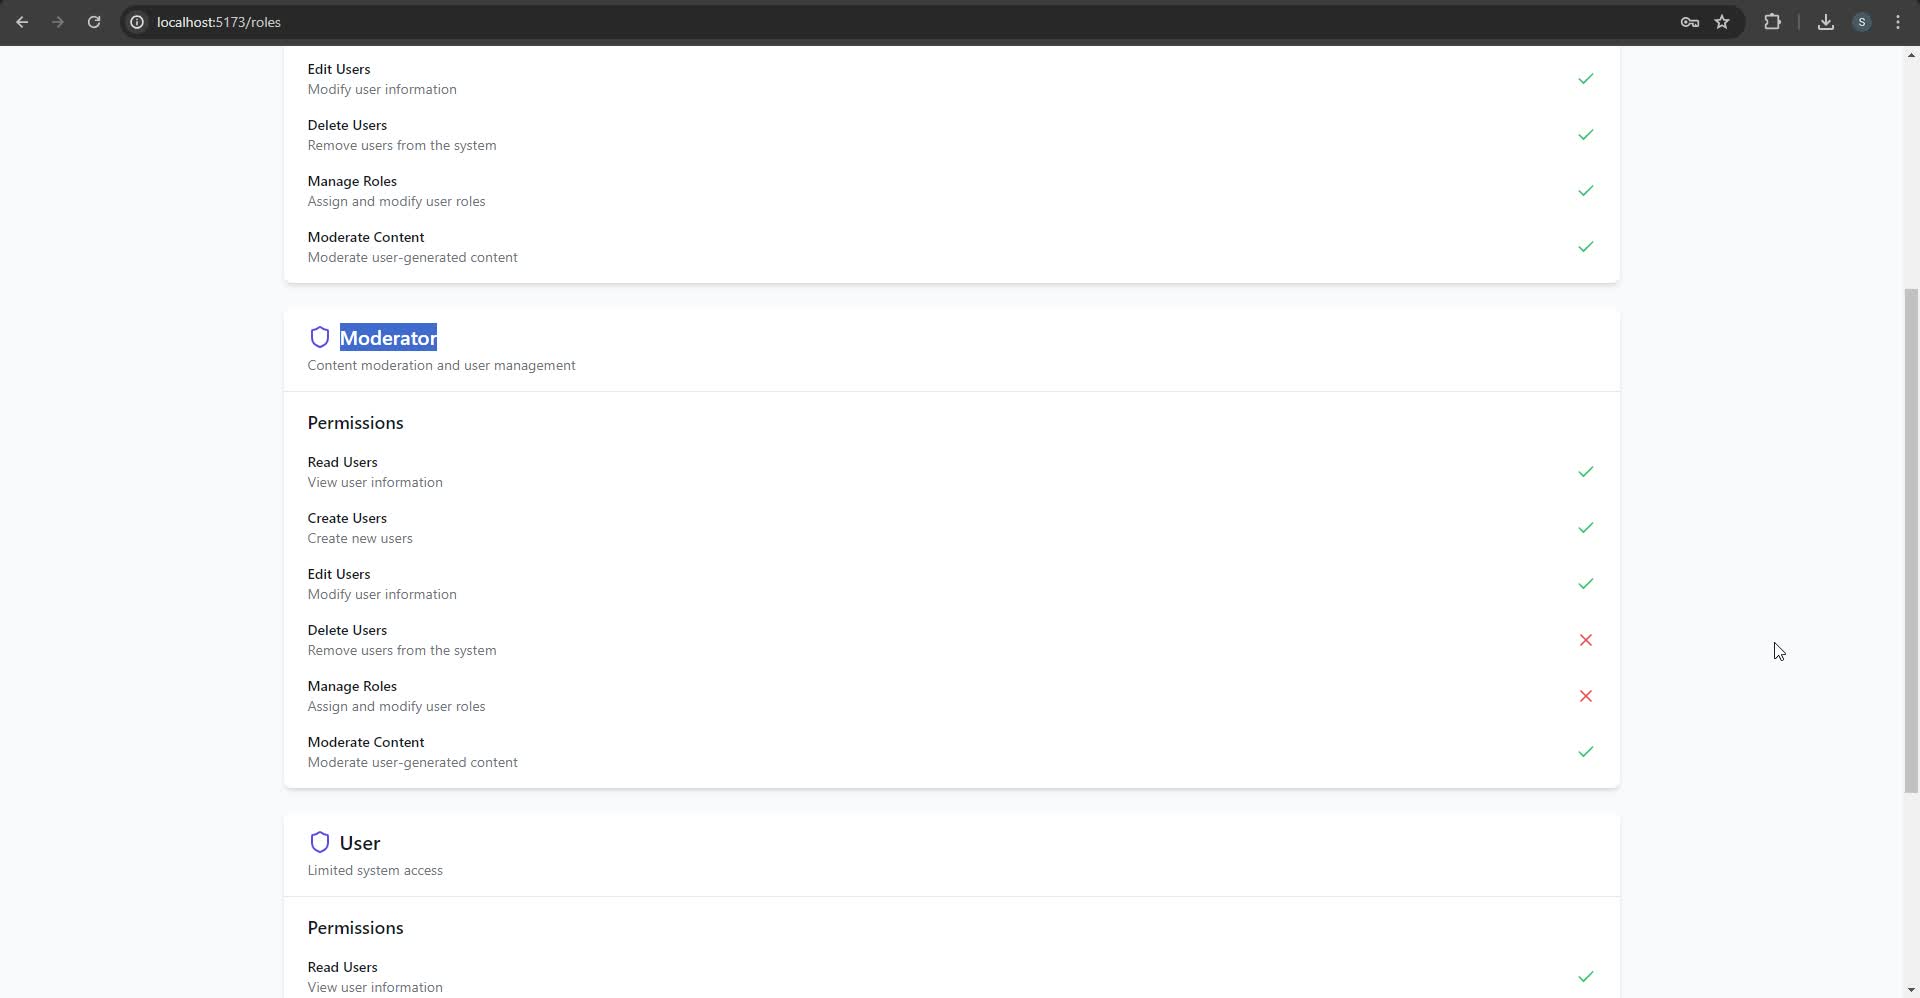 localhost:5173/roles
S
Edit Users
Modify user information
Delete Users
Remove users from the system
Manage Roles
Assign and modify user roles
Moderate Content
Moderate user-generated content
Moderator
Content moderation and user management
Permissions
Read Users
View user information
Create Users
Create new users
Edit Users
Modify user information
Delete Users
Remove users from the system
Manage Roles
Assign and modify user roles
Moderate Content
Moderate user-generated content
User
Limited system access
Permissions
Read Users
View user information